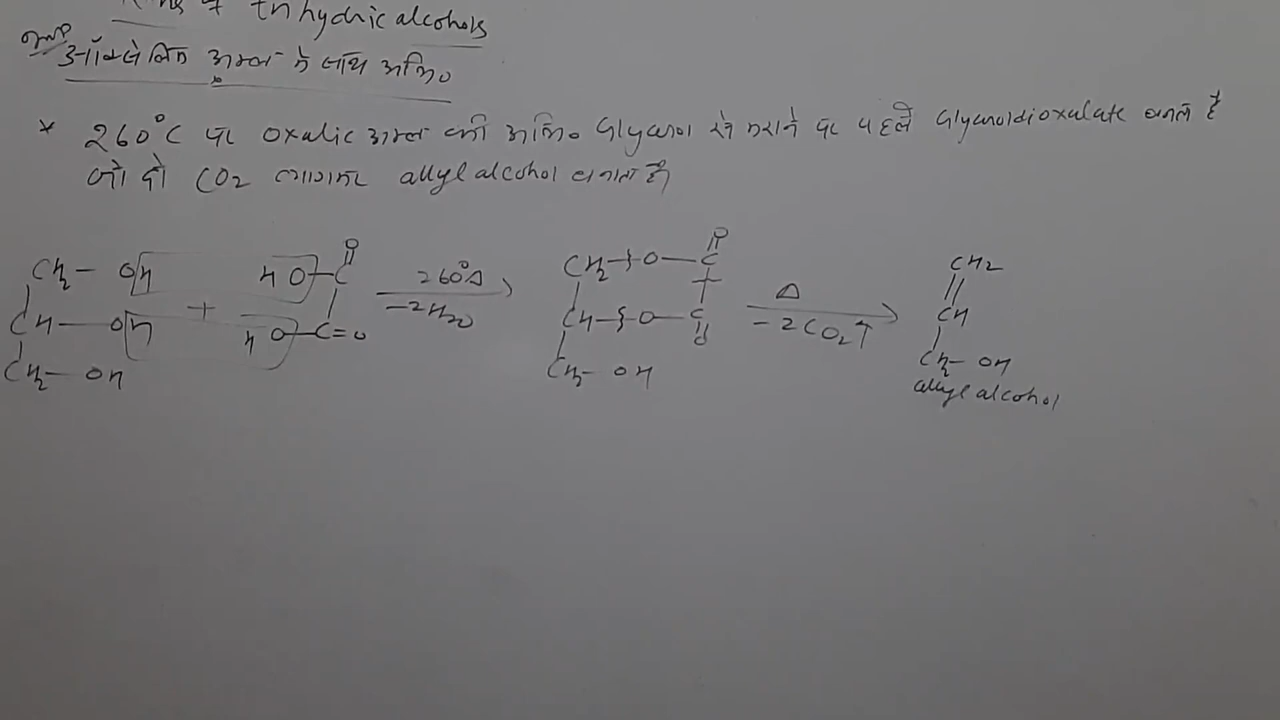 trihydric alcohols
Imp
ऑक्सेलिक अम्ल के साथ अभि०
* 260°C पर oxalic अम्ल की अभि० Glycerol से कराने पर पहले Glyceroldioxalate बनता है
जो दो CO2 त्यागकर allyl alcohol बनाता है।
CH2 — OH
CH — OH
CH2 — OH
+
HO — C = O
HO — C = O
260°Δ
-2H2O
CH2 — O — C = O
CH — O — C = O
CH2 — OH
Δ
-2CO2↑
CH2
||
CH
CH2 — OH
allyl alcohol